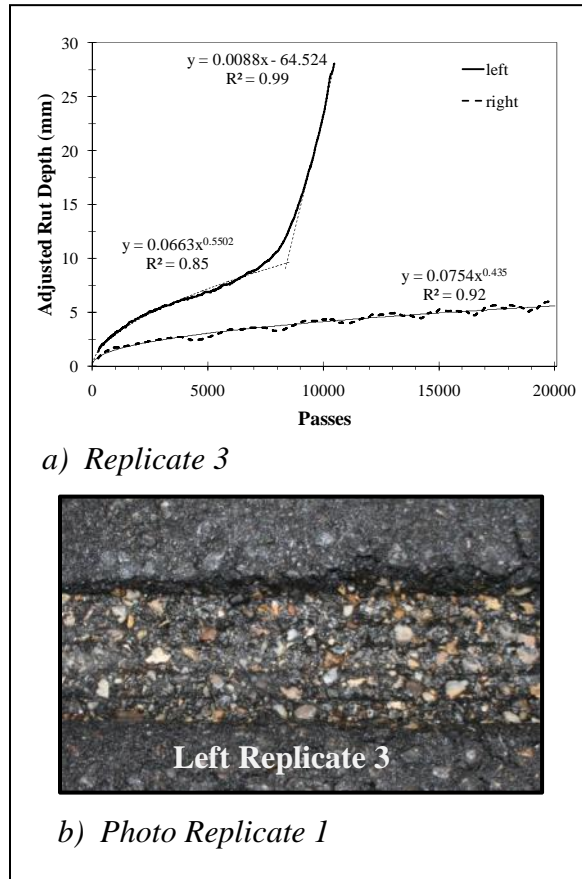 30
25
20
15
10
5
0
Adjusted Rut Depth (mm)
y = 0.0088x - 64.524
R² = 0.99
left
right
y = 0.0663x^0.5502
R² = 0.85
y = 0.0754x^0.435
R² = 0.92
0 5000 10000 15000 20000
Passes
a) Replicate 3
Left Replicate 3
b) Photo Replicate 1